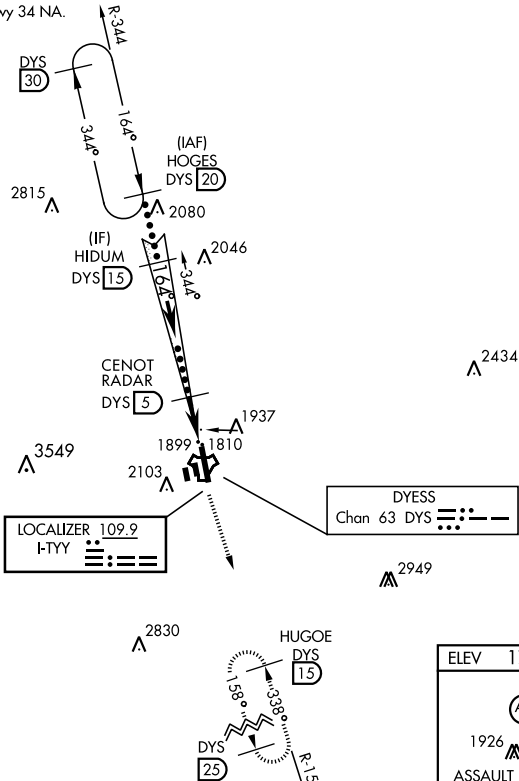 wy 34 NA.
R-344
DYS
30
344°
164°
(IAF)
HOGES
DYS 20
2815
2080
(IF)
HIDUM
DYS 15
2046
164°
344°
CENOT
RADAR
DYS 5
2434
1937
1899
1810
3549
2103
LOCALIZER 109.9
I-TYY
DYESS
Chan 63 DYS
2949
2830
HUGOE
DYS
15
158°
338°
DYS
25
R-15
ELEV 1
A
1926
ASSAULT